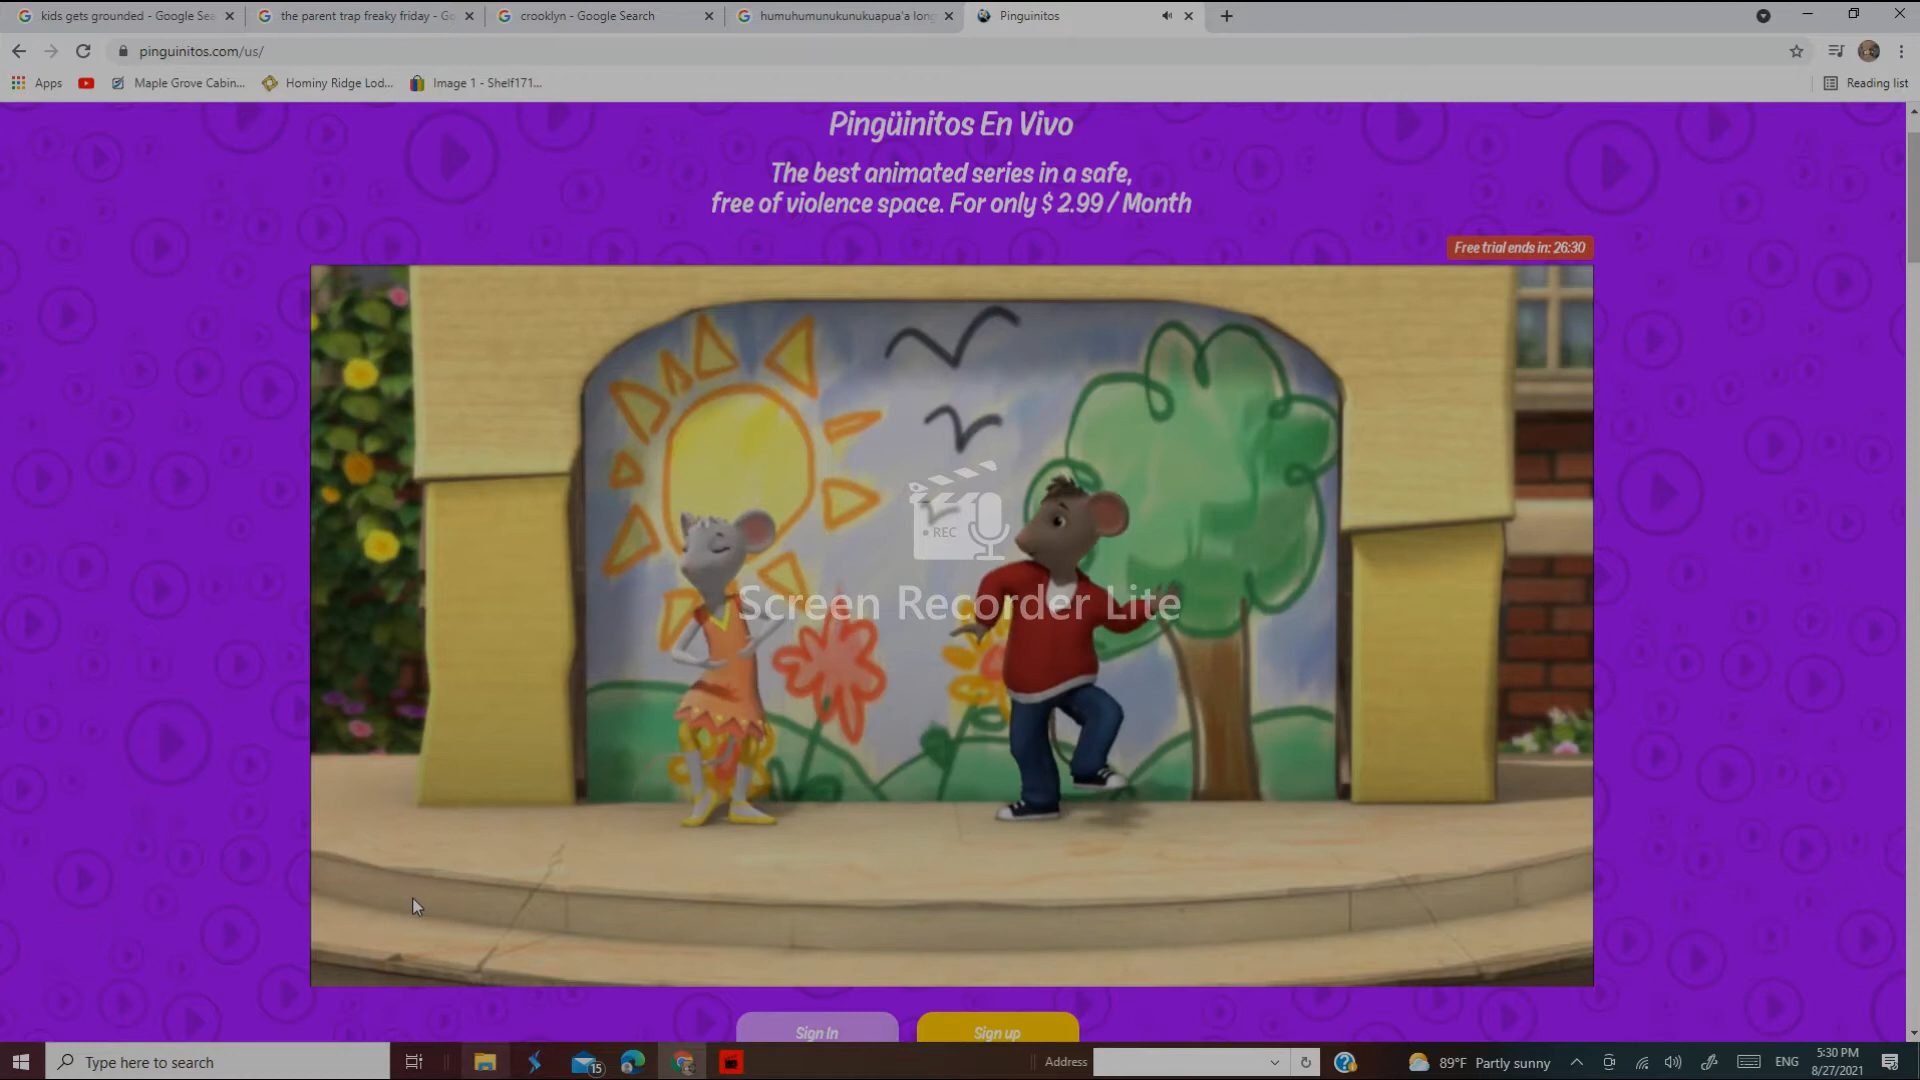 kids gets grounded - Google Sea
the parent trap freaky friday - Go
crooklyn - Google Search
humuhumunukunukuapua'a long
Pinguinitos
pinguinitos.com/us/
Apps
Maple Grove Cabin...
Hominy Ridge Lod...
Image 1 - Shelf171...
Reading list
Pingüinitos En Vivo
The best animated series in a safe,
free of violence space. For only $ 2.99 / Month
Free trial ends in: 26:30
REC
Screen Recorder Lite
Sign In
Sign up
Type here to search
15
Address
89°F Partly sunny
ENG
5:30 PM
8/27/2021